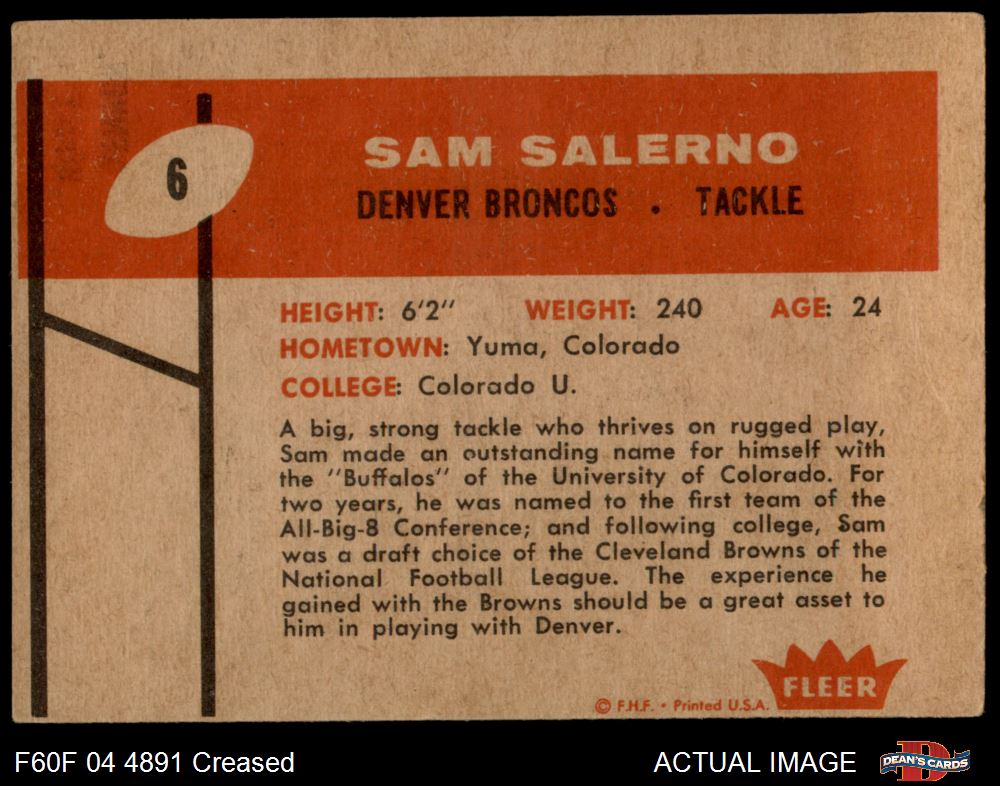 6
SAM SALERNO
DENVER BRONCOS . TACKLE
HEIGHT: 6'2" WEIGHT: 240 AGE: 24
HOMETOWN: Yuma, Colorado
COLLEGE: Colorado U.
A big, strong tackle who thrives on rugged play,
Sam made an outstanding name for himself with
the "Buffalos" of the University of Colorado. For
two years, he was named to the first team of the
All-Big-8 Conference; and following college, Sam
was a draft choice of the Cleveland Browns of the
National Football League. The experience he
gained with the Browns should be a great asset to
him in playing with Denver.
FLEER
© F.H.F. • Printed U.S.A.
F60F 04 4891 Creased ACTUAL IMAGE
DEAN'S CARDS